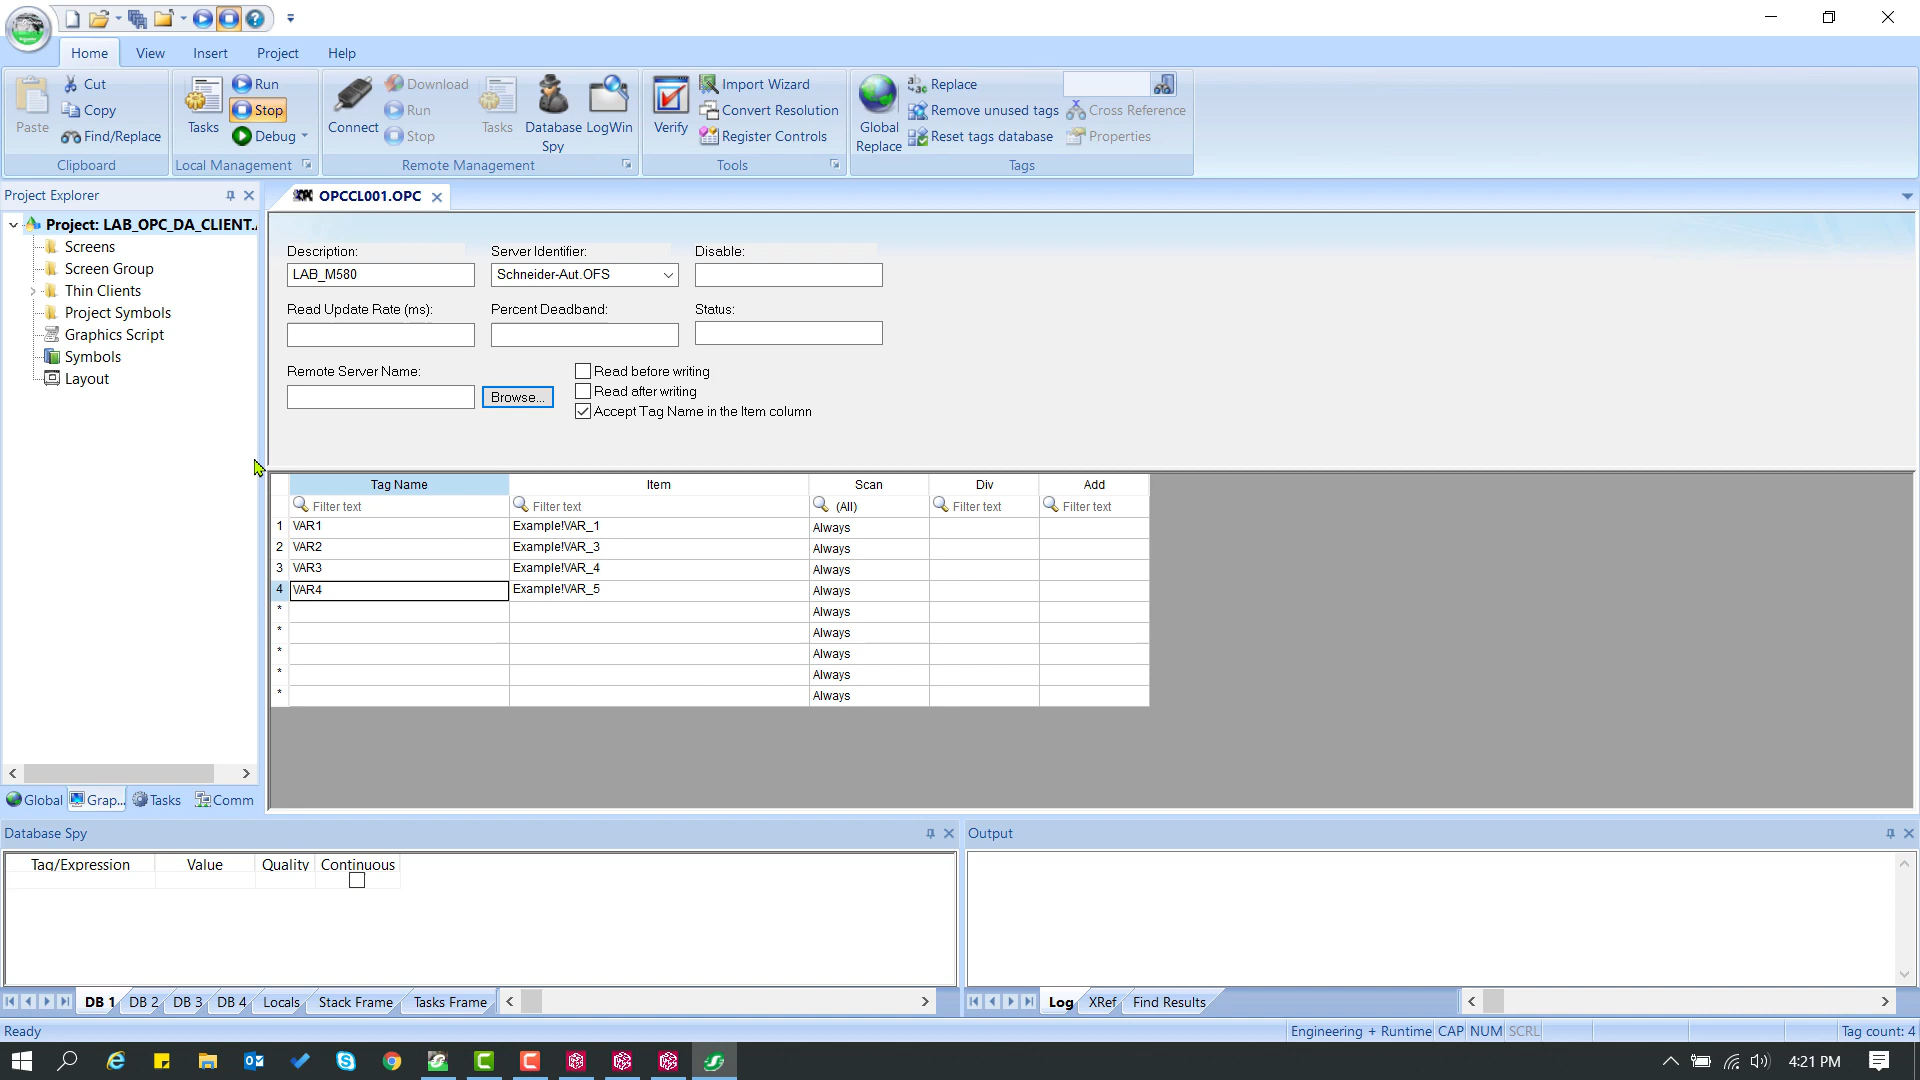 Home View Insert Project Help
Paste Cut Copy Find/Replace
Clipboard
Tasks Run Stop Debug
Local Management
Connect Download Run Stop Tasks Database Spy LogWin
Remote Management
Verify Import Wizard Convert Resolution Register Controls
Tools
Global Replace Replace Remove unused tags Reset tags database Cross Reference Properties
Tags
Project Explorer
Project: LAB_OPC_DA_CLIENT.
Screens
Screen Group
Thin Clients
Project Symbols
Graphics Script
Symbols
Layout
Global Grap... Tasks Comm
OPCCL001.OPC
Description: Server Identifier: Disable:
LAB_M580 Schneider-Aut.OFS
Read Update Rate (ms): Percent Deadband: Status:
Remote Server Name:
Browse...
Read before writing
Read after writing
Accept Tag Name in the Item column
Tag Name Item Scan Div Add
Filter text Filter text (All) Filter text Filter text
1 VAR1 Example!VAR_1 Always
2 VAR2 Example!VAR_3 Always
3 VAR3 Example!VAR_4 Always
4 VAR4 Example!VAR_5 Always
* Always
* Always
* Always
* Always
* Always
Database Spy
Tag/Expression Value Quality Continuous
DB 1 DB 2 DB 3 DB 4 Locals Stack Frame Tasks Frame
Output
Log XRef Find Results
Ready Engineering + Runtime CAP NUM SCRL Tag count: 4
4:21 PM